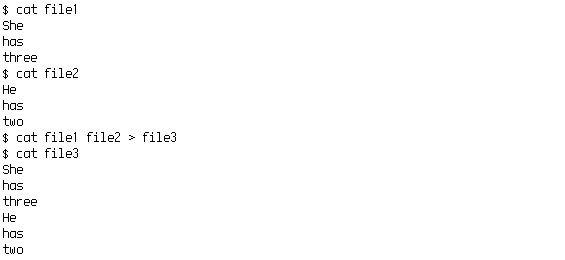 $ cat file1
She
has
three
$ cat file2
He
has
two
$ cat file1 file2 > file3
$ cat file3
She
has
three
He
has
two